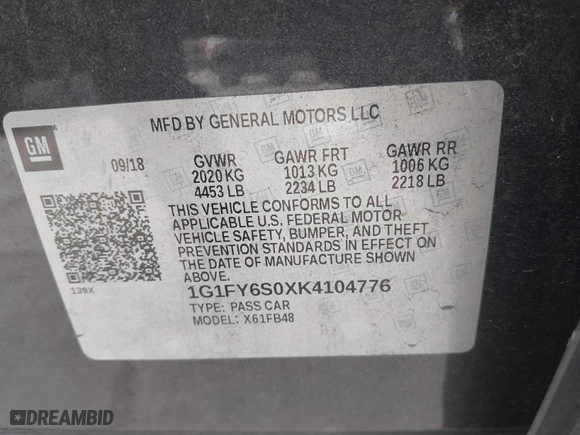 MFD BY GENERAL MOTORS LLC
GM
09/18 GVWR GAWR FRT GAWR RR
2020 KG 1013 KG 1006 KG
4453 LB 2234 LB 2218 LB
THIS VEHICLE CONFORMS TO ALL
APPLICABLE U.S. FEDERAL MOTOR
VEHICLE SAFETY, BUMPER, AND THEFT
PREVENTION STANDARDS IN EFFECT ON
THE DATE OF MANUFACTURE SHOWN
ABOVE.
139X
1G1FY6S0XK4104776
TYPE: PASS CAR
MODEL: X61FB48
DREAMBID